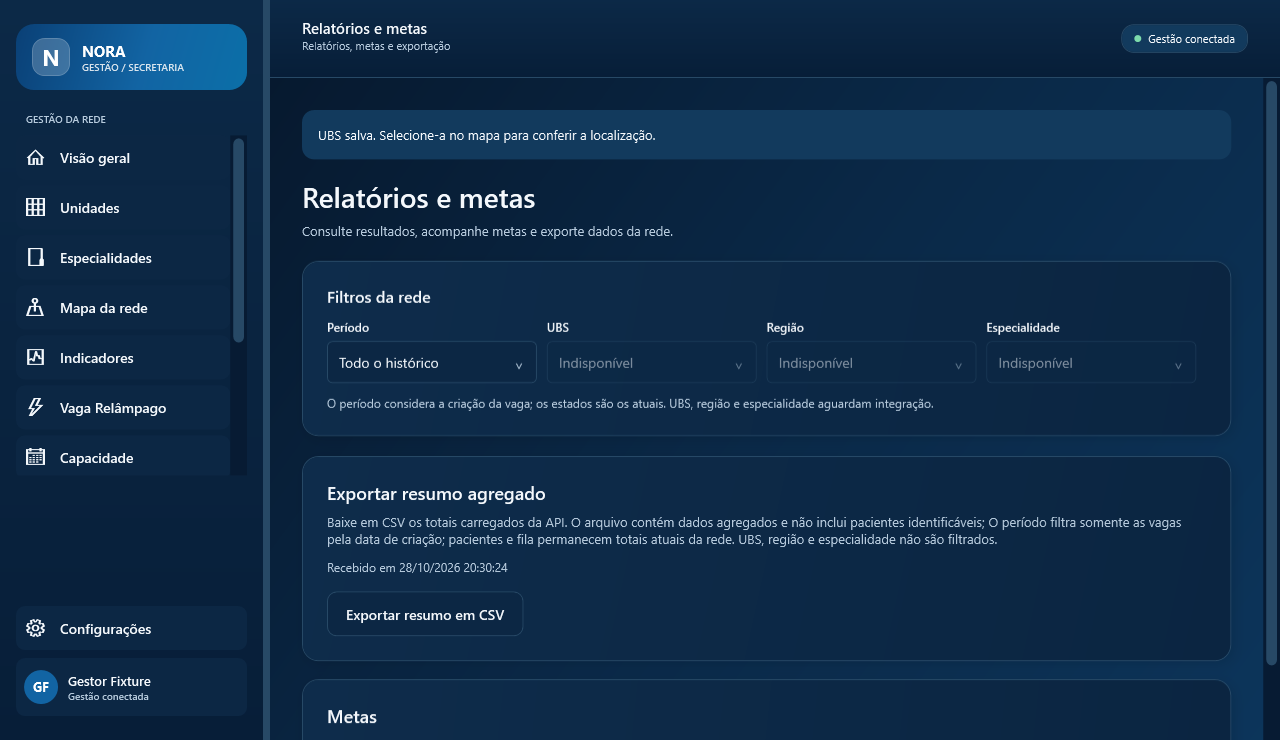 N
NORA
GESTÃO / SECRETARIA
GESTÃO DA REDE
Visão geral
Unidades
Especialidades
Mapa da rede
Indicadores
Vaga Relâmpago
Capacidade
Configurações
GF
Gestor Fixture
Gestão conectada
Relatórios e metas
Relatórios, metas e exportação
Gestão conectada
UBS salva. Selecione-a no mapa para conferir a localização.
Relatórios e metas
Consulte resultados, acompanhe metas e exporte dados da rede.
Filtros da rede
Período UBS Região Especialidade
Todo o histórico Indisponível Indisponível Indisponível
O período considera a criação da vaga; os estados são os atuais. UBS, região e especialidade aguardam integração.
Exportar resumo agregado
Baixe em CSV os totais carregados da API. O arquivo contém dados agregados e não inclui pacientes identificáveis; O período filtra somente as vagas
pela data de criação; pacientes e fila permanecem totais atuais da rede. UBS, região e especialidade não são filtrados.
Recebido em 28/10/2026 20:30:24
Exportar resumo em CSV
Metas